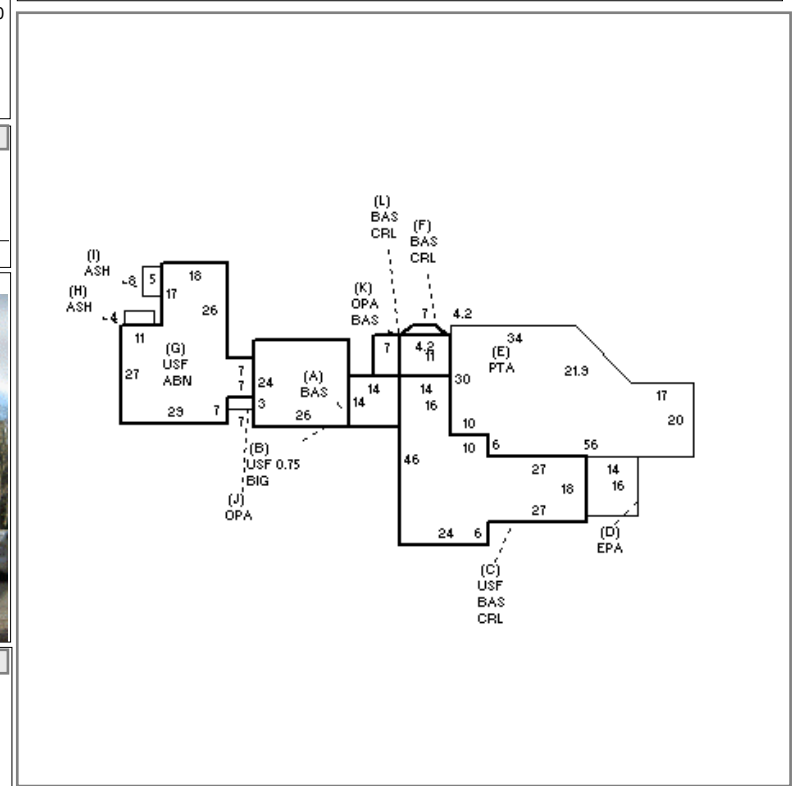 (L)
BAS
CRL
(F)
BAS
CRL
(I)
ASH
8
5
18
(H)
ASH
17
(K)
OPA
BAS
4
26
7
4.2
11
34
(G)
USF
ABN
7
4.2
11
(E)
PTA
27
7
21.9
7
24
(A)
BAS
14
14
30
17
14
16
20
29
7
3
26
10
7
10
6
56
(B)
USF 0.75
BIG
46
27
14
18
16
(J)
OPA
27
24
6
(D)
EPA
(C)
USF
BAS
CRL